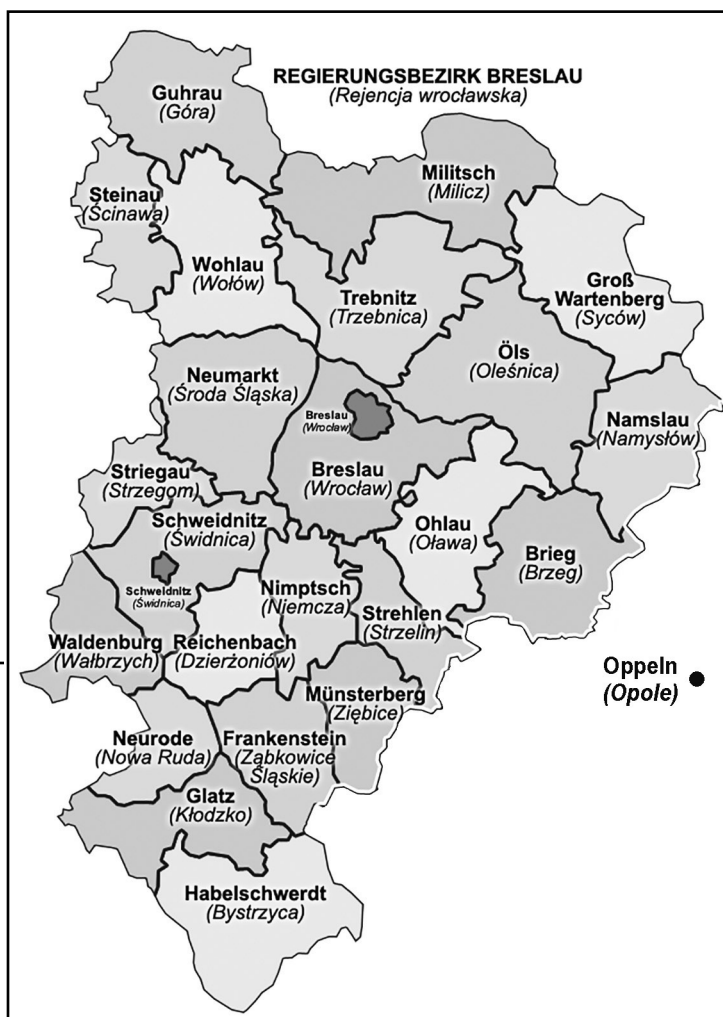 REGIERUNGSBEZIRK BRESLAU
(Rejencja wrocławska)
Guhrau
(Góra)
Militsch
(Milicz)
Steinau
(Ścinawa)
Wohlau
(Wołów)
Trebnitz
(Trzebnica)
Groß
Wartenberg
(Syców)
Öls
(Oleśnica)
Neumarkt
(Środa Śląska)
Breslau
(Wrocław)
Namslau
(Namysłów)
Breslau
(Wrocław)
Striegau
(Strzegom)
Schweidnitz
(Świdnica)
Ohlau
(Oława)
Brieg
(Brzeg)
Schweidnitz
(Świdnica)
Nimptsch
(Niemcza)
Strehlen
(Strzelin)
Waldenburg
(Wałbrzych)
Reichenbach
(Dzierżoniów)
Oppeln
(Opole)
Münsterberg
(Ziębice)
Neurode
(Nowa Ruda)
Frankenstein
(Ząbkowice
Śląskie)
Glatz
(Kłodzko)
Habelschwerdt
(Bystrzyca)